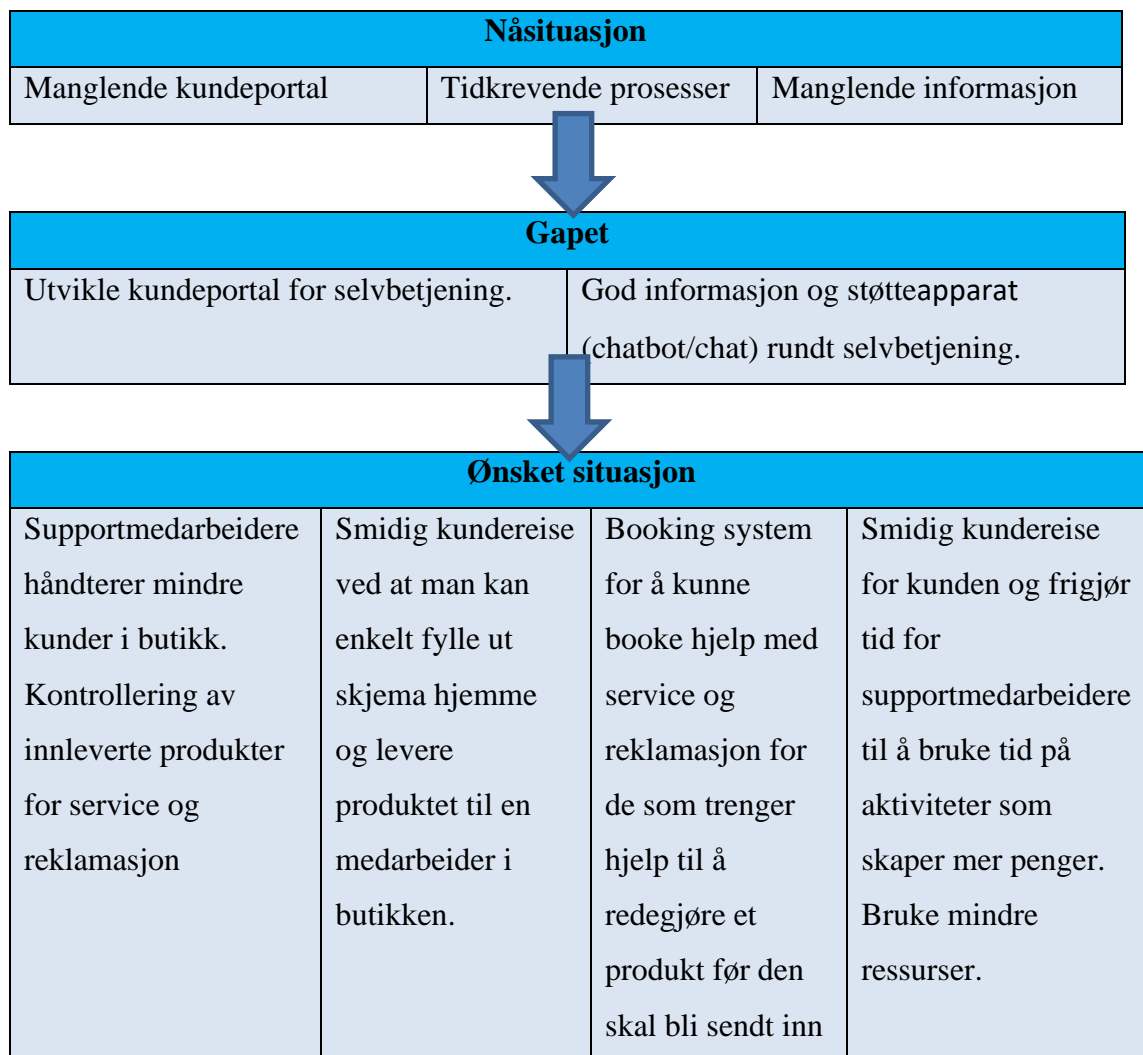 Nåsituasjon
Manglende kundeportal
Tidkrevende prosesser
Manglende informasjon
Gapet
Utvikle kundeportal for selvbetjening.
God informasjon og støtteapparat
(chatbot/chat) rundt selvbetjening.
Ønsket situasjon
Supportmedarbeidere
håndterer mindre
kunder i butikk.
Kontrollering av
innleverte produkter
for service og
reklamasjon
Smidig kundereise
ved at man kan
enkelt fylle ut
skjema hjemme
og levere
produktet til en
medarbeider i
butikken.
Booking system
for å kunne
booke hjelp med
service og
reklamasjon for
de som trenger
hjelp til å
redegjøre et
produkt før den
skal bli sendt inn
Smidig kundereise
for kunden og frigjør
tid for
supportmedarbeidere
til å bruke tid på
aktiviteter som
skaper mer penger.
Bruke mindre
ressurser.